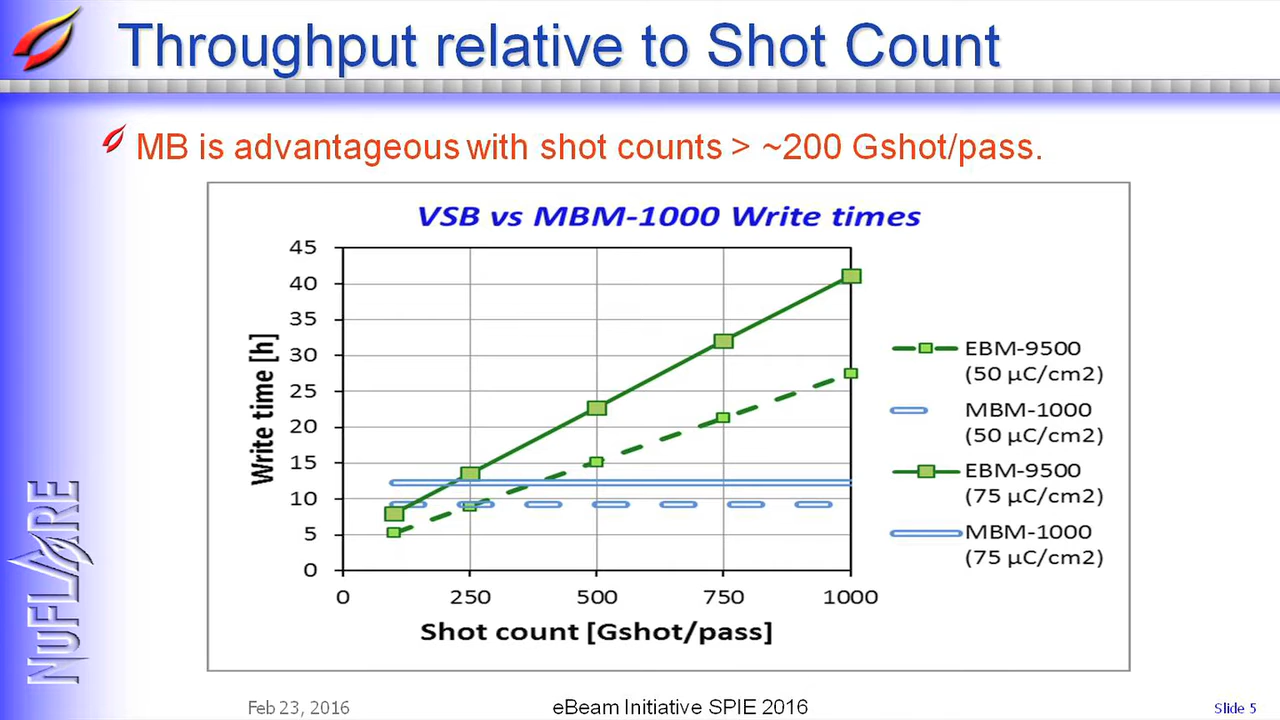 Throughput relative to Shot Count
MB is advantageous with shot counts > ~200 Gshot/pass.
VSB vs MBM-1000 Write times
45
40
35
30
25
20
15
10
5
0
Write time [h]
0 250 500 750 1000
Shot count [Gshot/pass]
EBM-9500
(50 µC/cm2)
MBM-1000
(50 µC/cm2)
EBM-9500
(75 µC/cm2)
MBM-1000
(75 µC/cm2)
NUFLARE
Feb 23, 2016
eBeam Initiative SPIE 2016
Slide 5